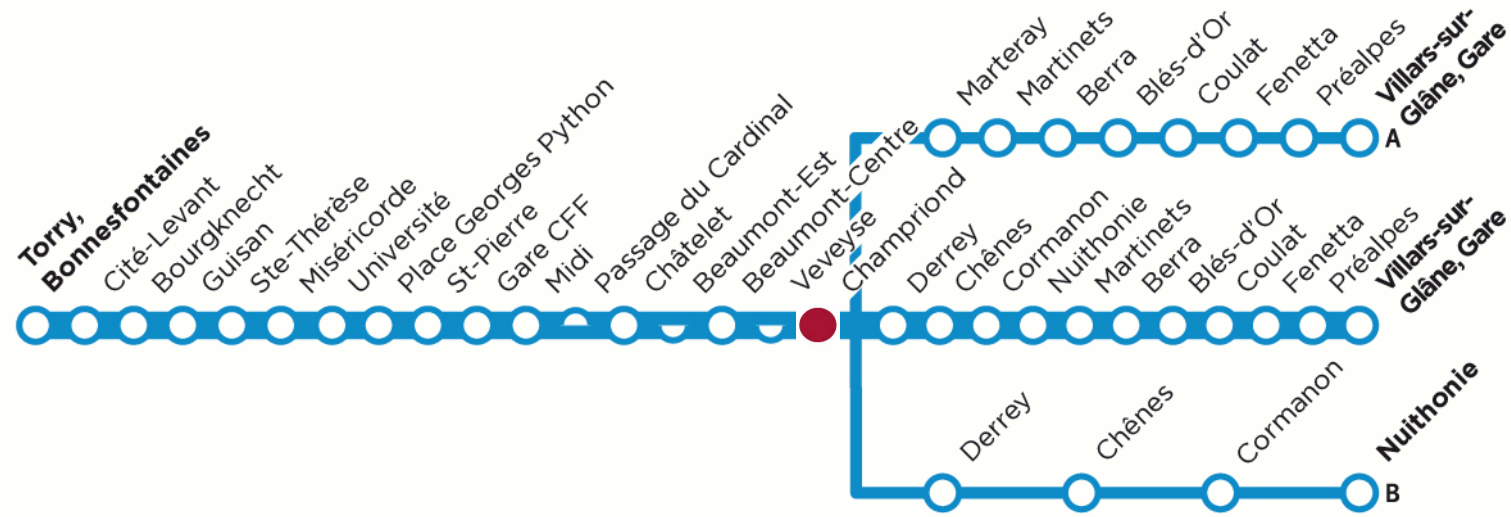 Torry,
Bonnesfontaines
Cité-Levant
Bourgknecht
Guisan
Ste-Thérèse
Miséricorde
Université
Place Georges Python
St-Pierre
Gare CFF
Midi
Passage du Cardinal
Châtelet
Beaumont-Est
Beaumont-Centre
Veveyse
Champriond
Marteray
Martinets
Berra
Blés-d'Or
Coulat
Fenetta
Préalpes
Villars-sur-
Glâne, Gare
A
Derrey
Chênes
Cormanon
Nuithonie
Martinets
Berra
Blés-d'Or
Coulat
Fenetta
Préalpes
Villars-sur-
Glâne, Gare
Derrey
Chênes
Cormanon
Nuithonie
B